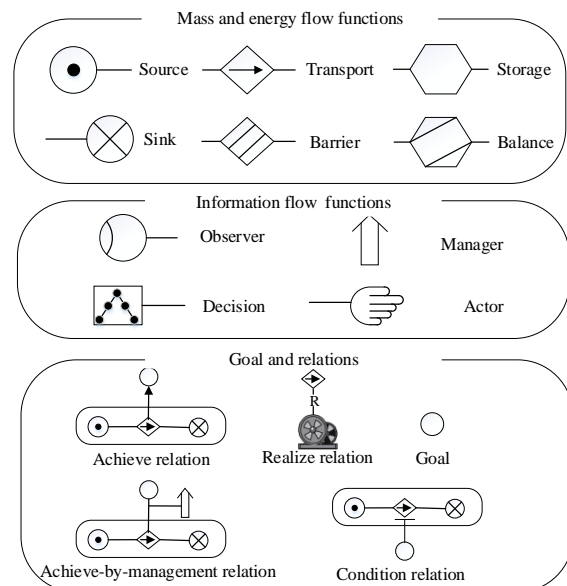 Mass and energy flow functions
Source Transport Storage
Sink Barrier Balance
Information flow functions
Observer Manager
Decision Actor
Goal and relations
R
Achieve relation Realize relation Goal
Achieve-by-management relation Condition relation